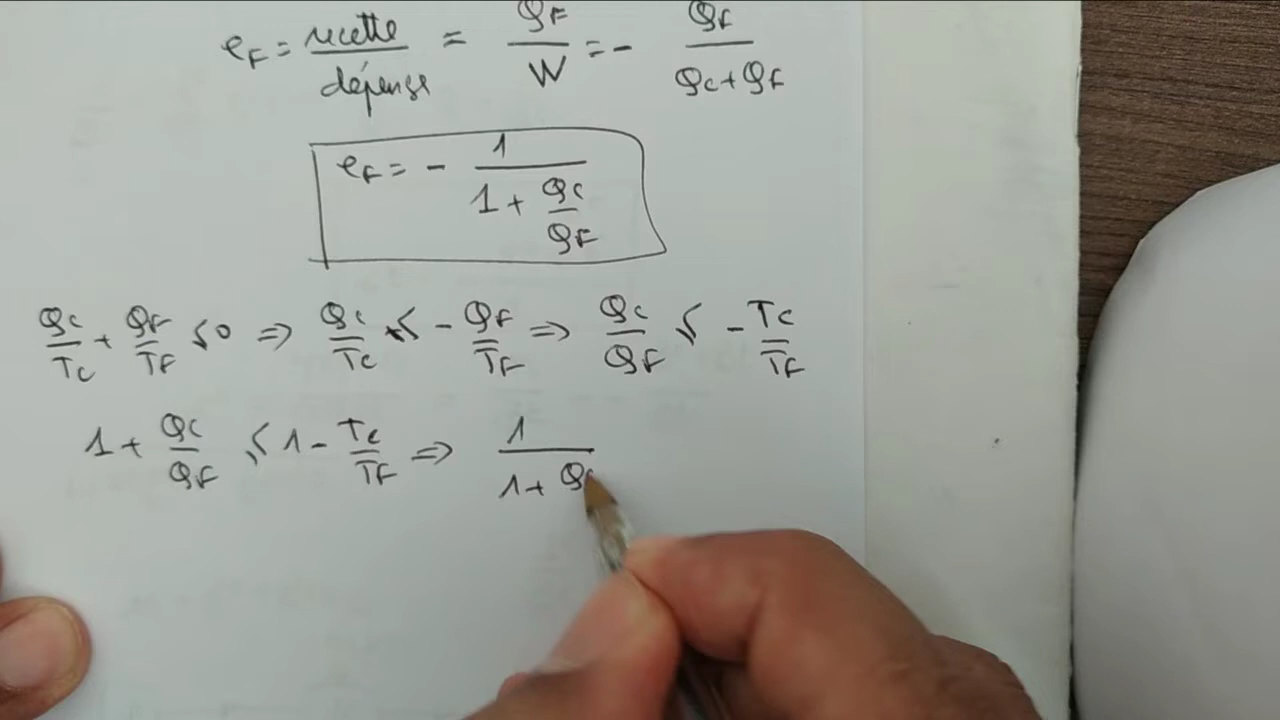 e_F = recette/dépense = Q_F/W = - Q_F/(Q_C+Q_F)
e_F = - 1/(1 + Q_C/Q_F)
Q_C/T_C + Q_F/T_F ≤ 0 => Q_C/T_C ≤ - Q_F/T_F => Q_C/Q_F ≤ - T_C/T_F
1 + Q_C/Q_F ≤ 1 - T_C/T_F => 1/(1 + Q_C